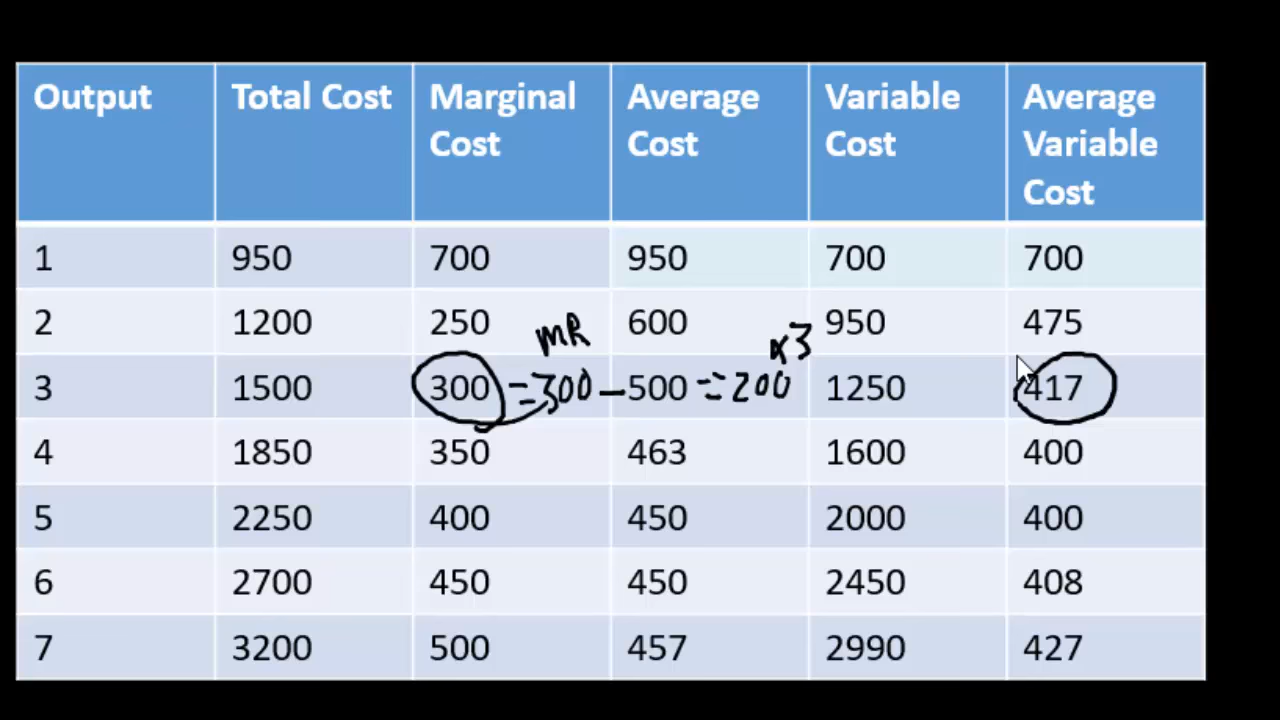 Output Total Cost Marginal Cost Average Cost Variable Cost Average Variable Cost
1 950 700 950 700 700
2 1200 250 600 950 475
MR x3
3 1500 300 =300 - 500 =200 1250 417
4 1850 350 463 1600 400
5 2250 400 450 2000 400
6 2700 450 450 2450 408
7 3200 500 457 2990 427